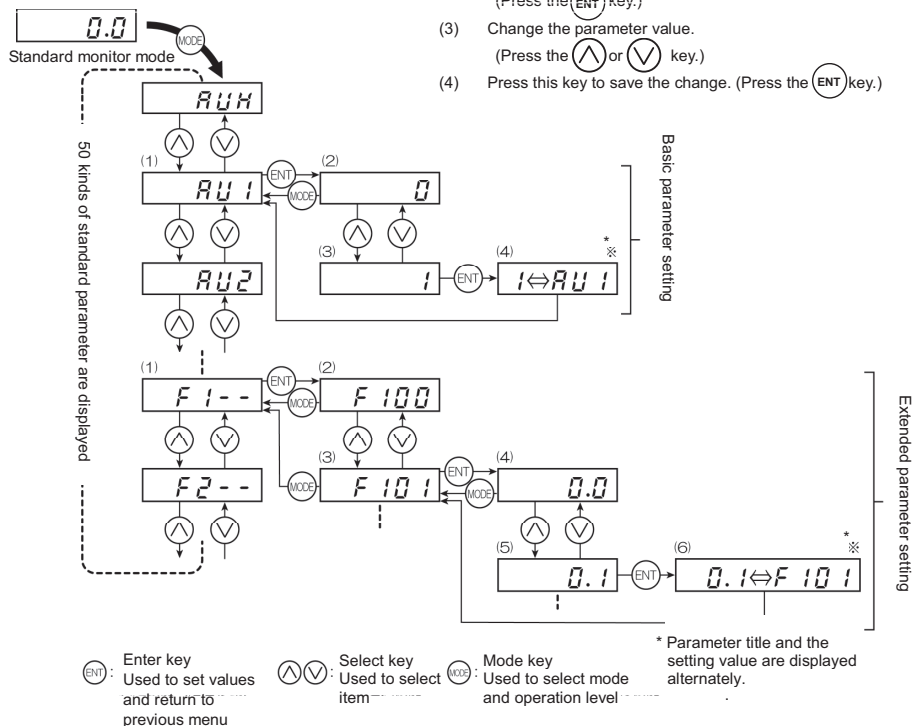 (Press the ENT key.)
(3) Change the parameter value.
(Press the ⋀ or ⋁ key.)
(4) Press this key to save the change. (Press the ENT key.)
0.0
MODE
Standard monitor mode
AUH
(1)
ENT
(2)
AU1
MODE
0
(3)
(4)
*
※
AU2
1
ENT
1⇔AU1
Basic parameter setting
50 kinds of standard parameter are displayed
(1)
ENT
(2)
F1--
MODE
F100
(3)
ENT
(4)
F2--
MODE
F101
MODE
0.0
(5)
(6)
*
※
0.1
ENT
0.1⇔F101
Extended parameter setting
* Parameter title and the
setting value are displayed
alternately.
ENT : Enter key
Used to set values
and return to
previous menu
⋀⋁ : Select key
Used to select
item
MODE : Mode key
Used to select mode
and operation level